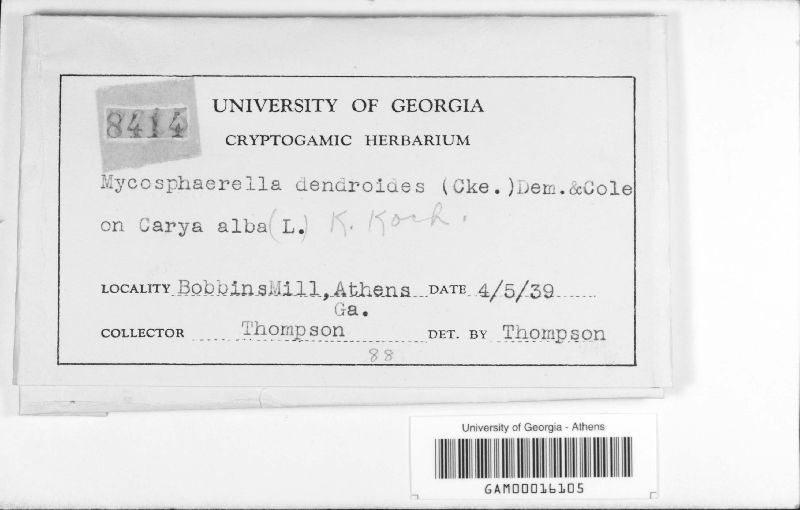 8414
UNIVERSITY OF GEORGIA
CRYPTOGAMIC HERBARIUM
Mycosphaerella dendroides (Cke.)Dem.&Cole
on Carya alba(L.) K. Koch.
LOCALITY BobbinsMill,Athens DATE 4/5/39
Ga.
COLLECTOR Thompson DET. BY Thompson
88
University of Georgia - Athens
GAM00016105